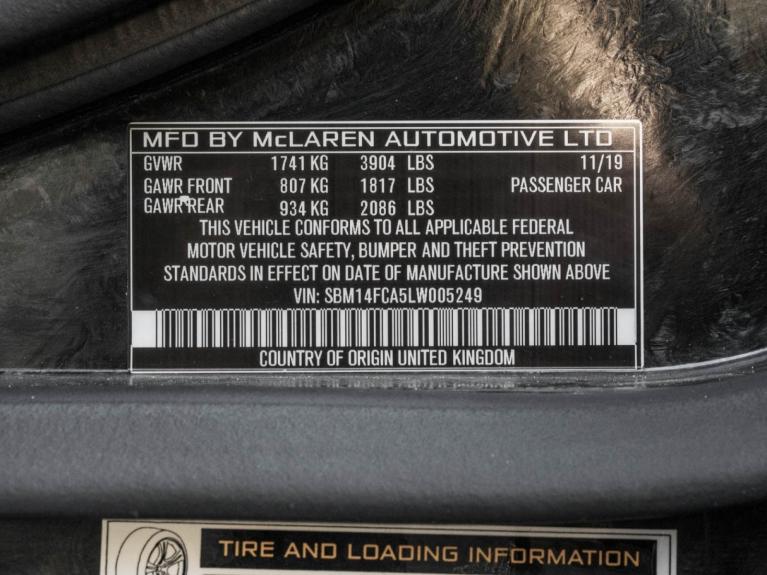 MFD BY McLAREN AUTOMOTIVE LTD
GVWR 1741 KG 3904 LBS 11/19
GAWR FRONT 807 KG 1817 LBS PASSENGER CAR
GAWR REAR 934 KG 2086 LBS
THIS VEHICLE CONFORMS TO ALL APPLICABLE FEDERAL
MOTOR VEHICLE SAFETY, BUMPER AND THEFT PREVENTION
STANDARDS IN EFFECT ON DATE OF MANUFACTURE SHOWN ABOVE
VIN: SBM14FCA5LW005249
COUNTRY OF ORIGIN UNITED KINGDOM
TIRE AND LOADING INFORMATION